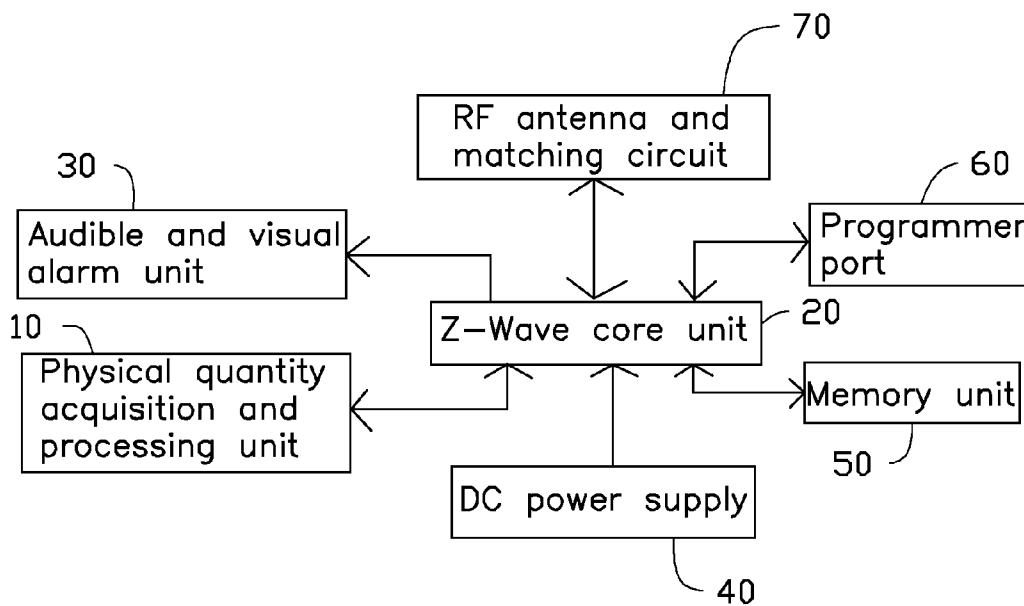 70
RF antenna and
matching circuit
30
60
Audible and visual
alarm unit
Programmer
port
10
Z-Wave core unit
20
Physical quantity
acquisition and
processing unit
Memory unit
50
DC power supply
40